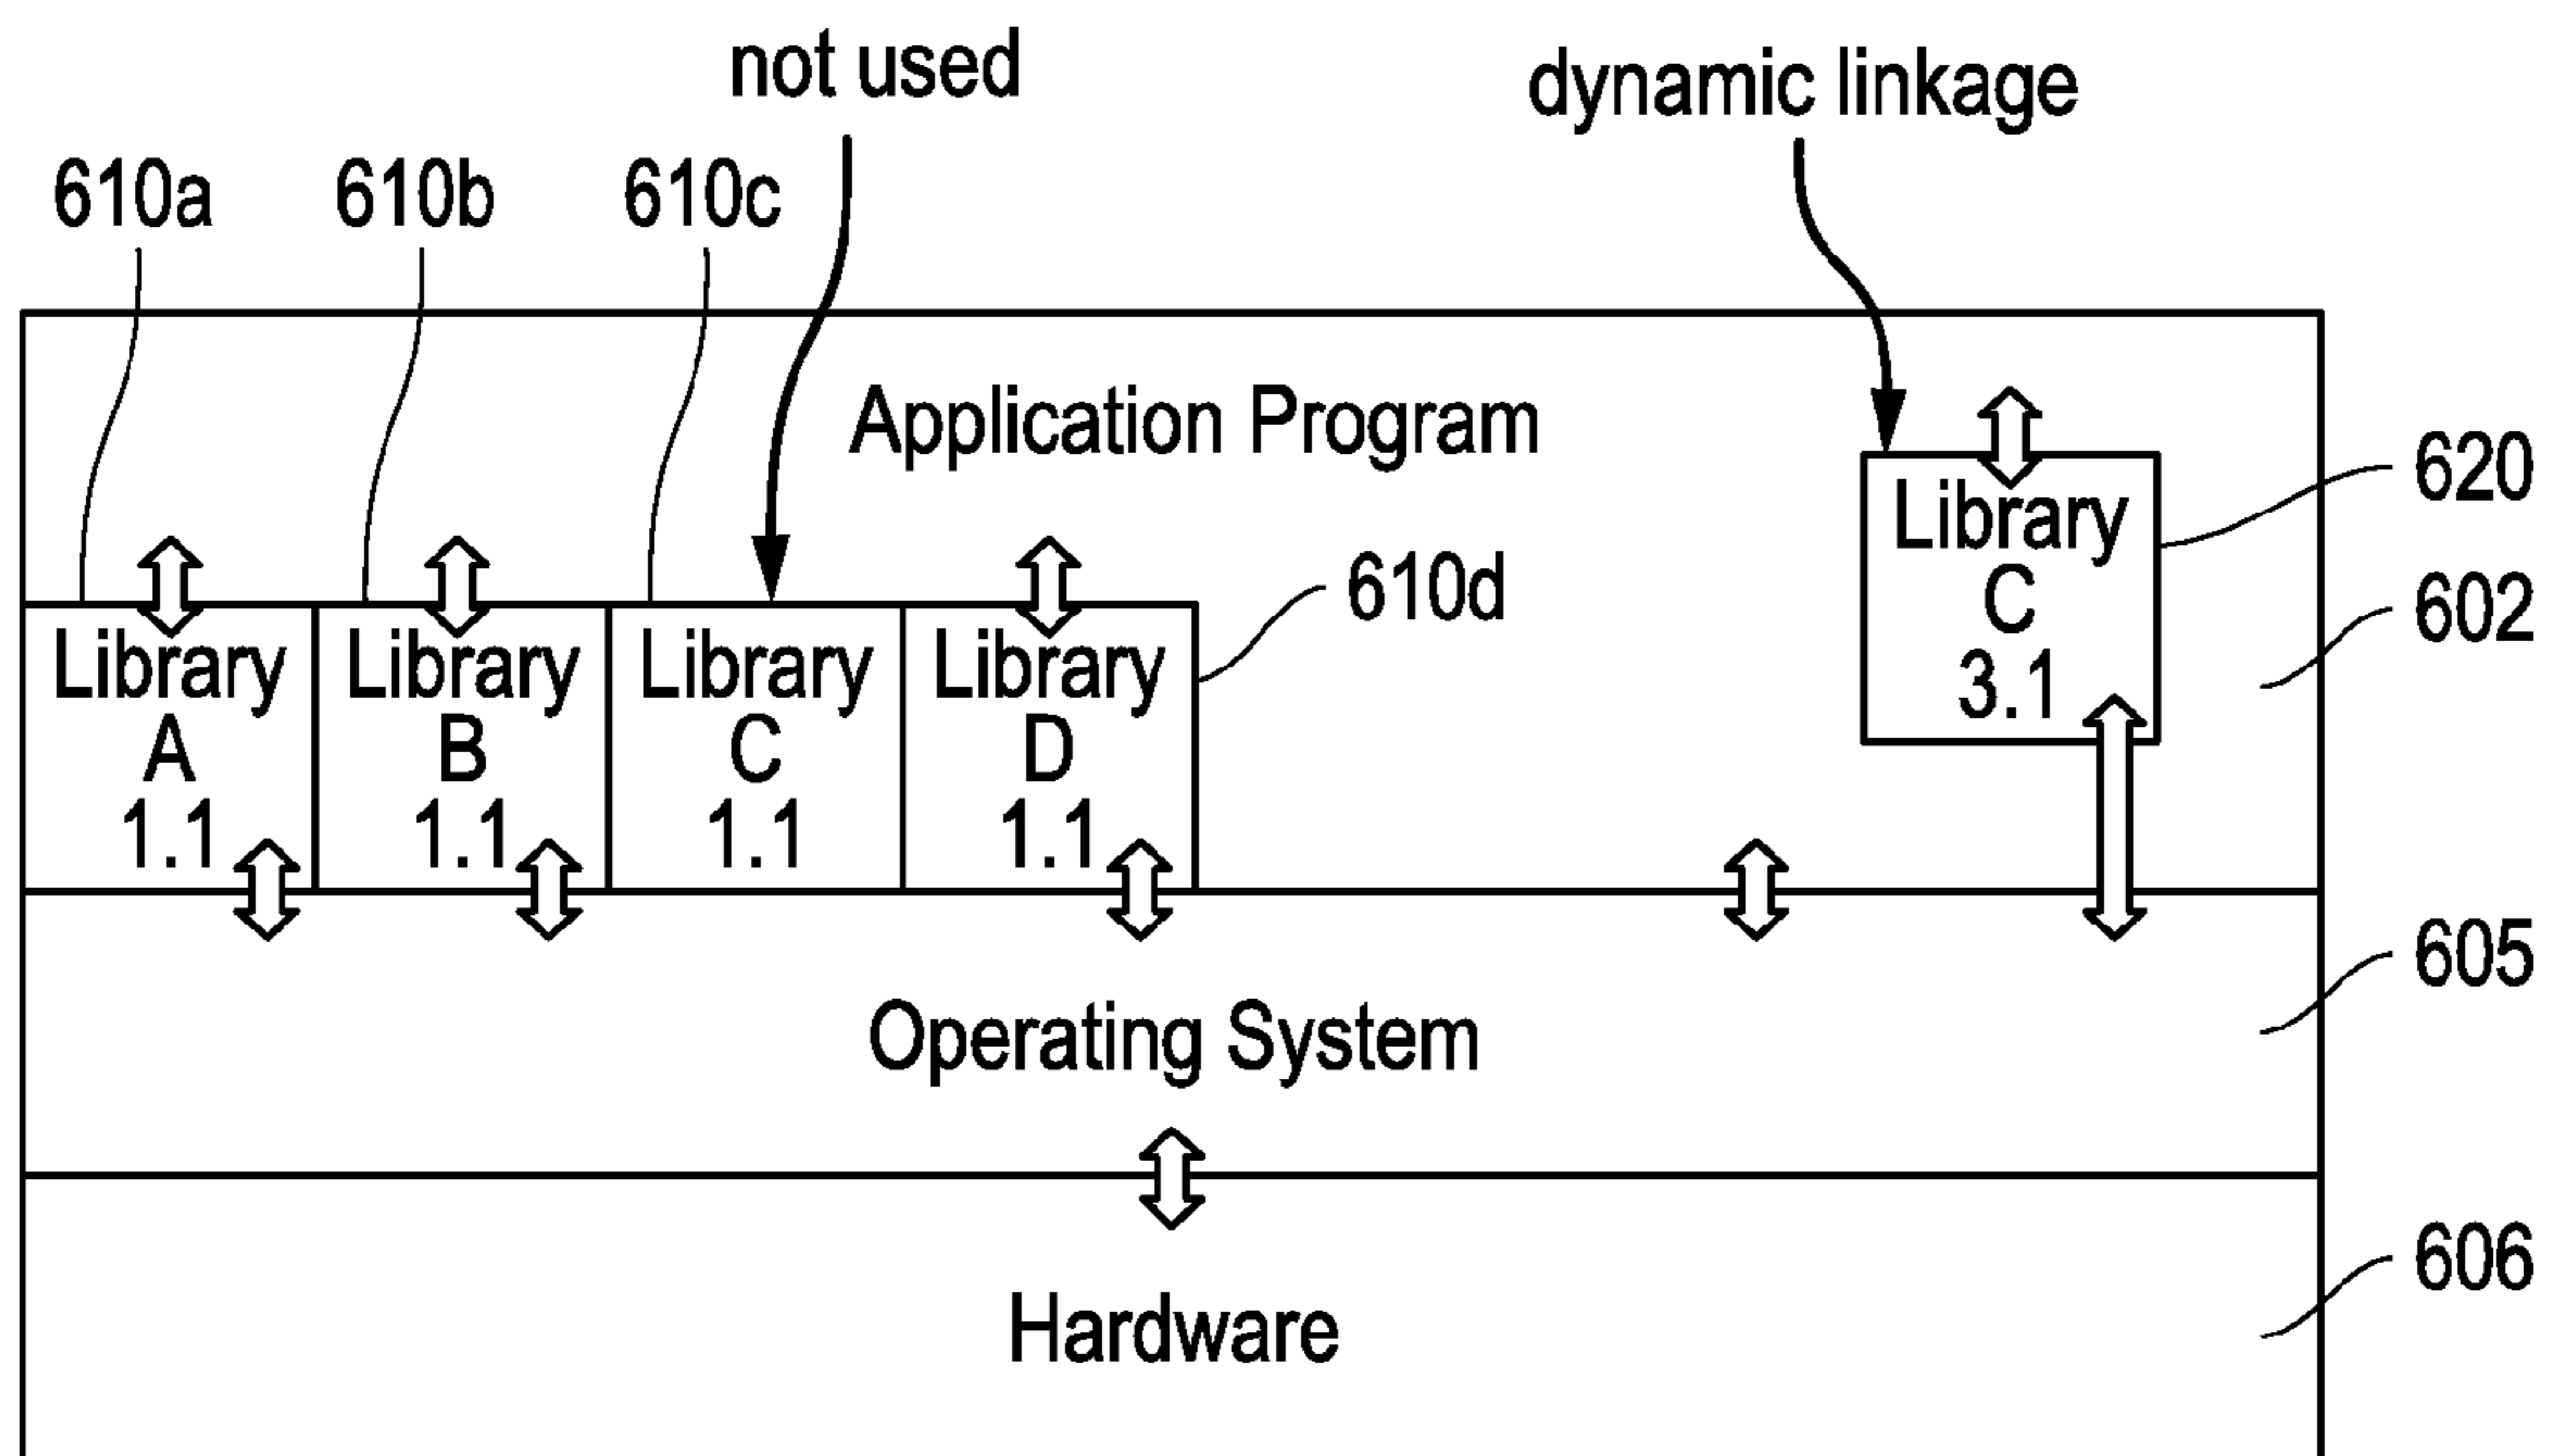 not used
dynamic linkage
610a
610b
610c
Application Program
620
Library
C
3.1
610d
602
Library
A
1.1
Library
B
1.1
Library
C
1.1
Library
D
1.1
605
Operating System
606
Hardware